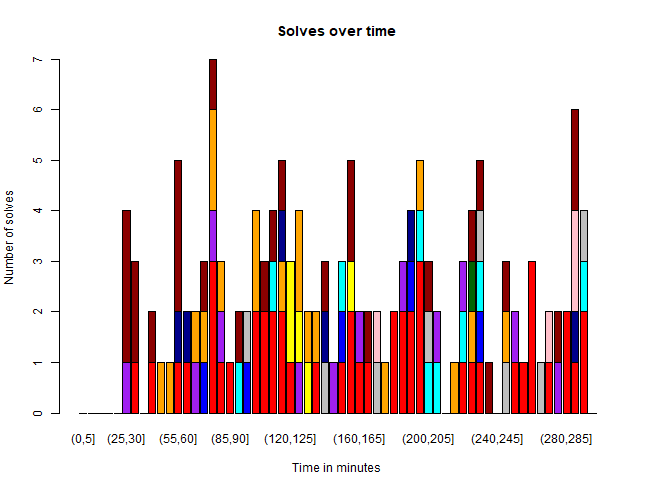 Solves over time
Number of solves
7
6
5
4
3
2
1
0
(0,5] (25,30] (55,60] (85,90] (120,125] (160,165] (200,205] (240,245] (280,285]
Time in minutes